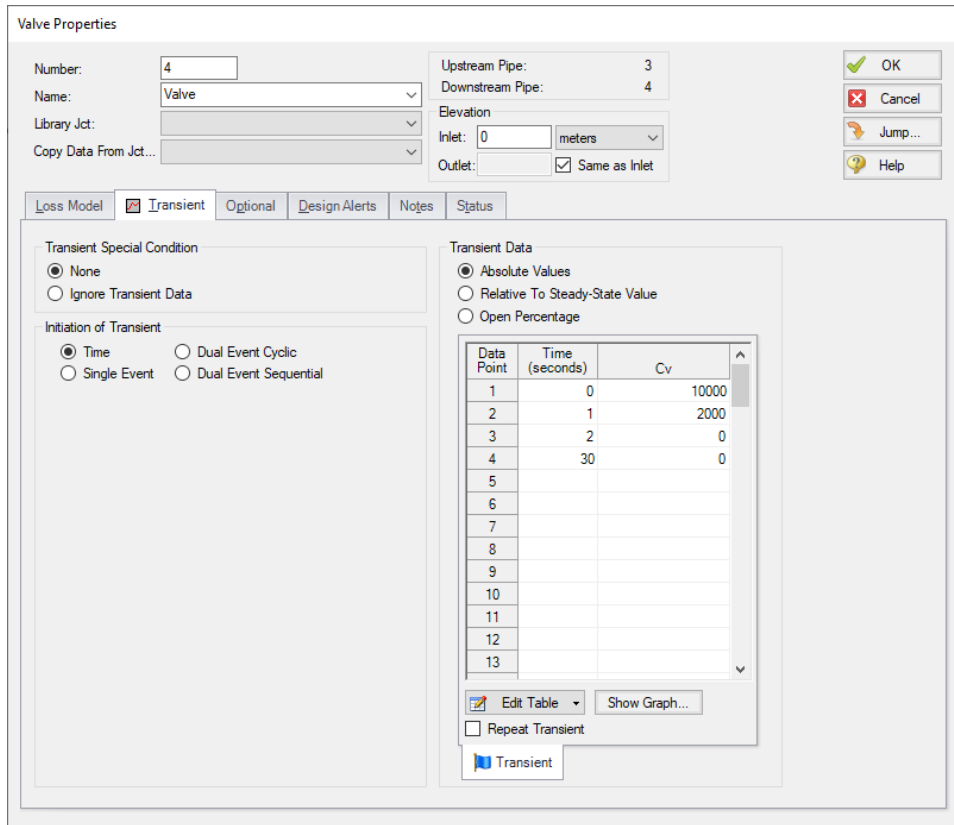 Valve Properties
Number: 4
Name: Valve
Library Jct:
Copy Data From Jct...
Upstream Pipe: 3
Downstream Pipe: 4
Elevation
Inlet: 0 meters
Outlet: Same as Inlet
OK
Cancel
Jump...
Help
Loss Model Transient Optional Design Alerts Notes Status
Transient Special Condition
None
Ignore Transient Data
Initiation of Transient
Time Dual Event Cyclic
Single Event Dual Event Sequential
Transient Data
Absolute Values
Relative To Steady-State Value
Open Percentage
Data Time
Point (seconds) Cv
1 0 10000
2 1 2000
3 2 0
4 30 0
5
6
7
8
9
10
11
12
13
Edit Table Show Graph...
Repeat Transient
Transient